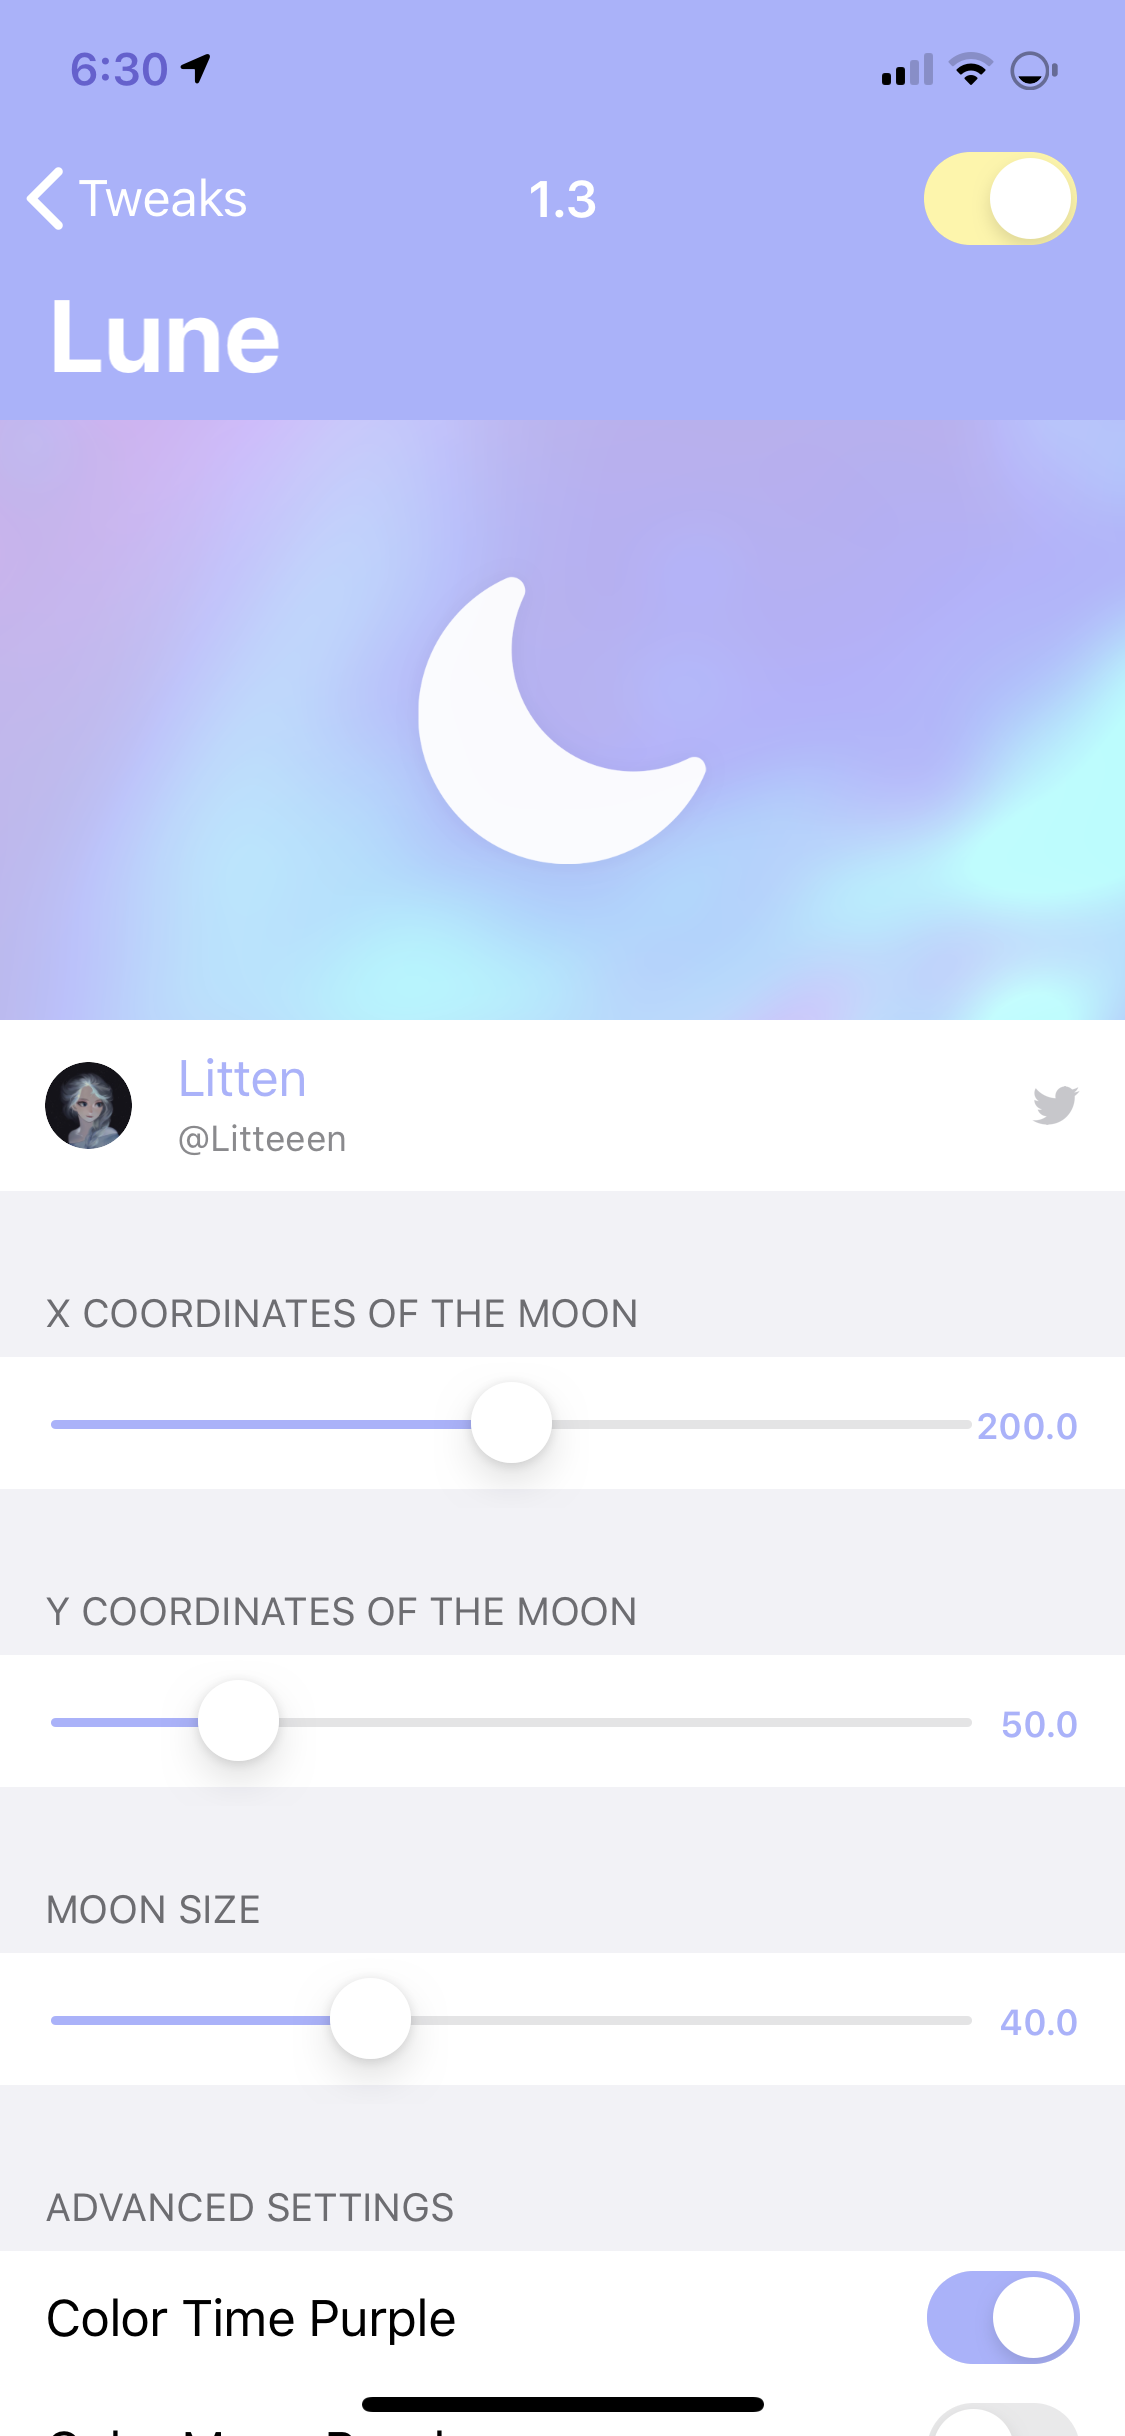 6:30
Tweaks
1.3
Lune
Litten
@Litteeen
X COORDINATES OF THE MOON
200.0
Y COORDINATES OF THE MOON
50.0
MOON SIZE
40.0
ADVANCED SETTINGS
Color Time Purple